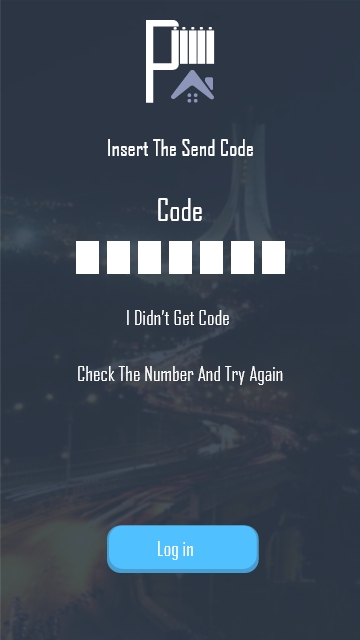 Insert The Send Code
Code
I Didn't Get Code
Check The Number And Try Again
Log in